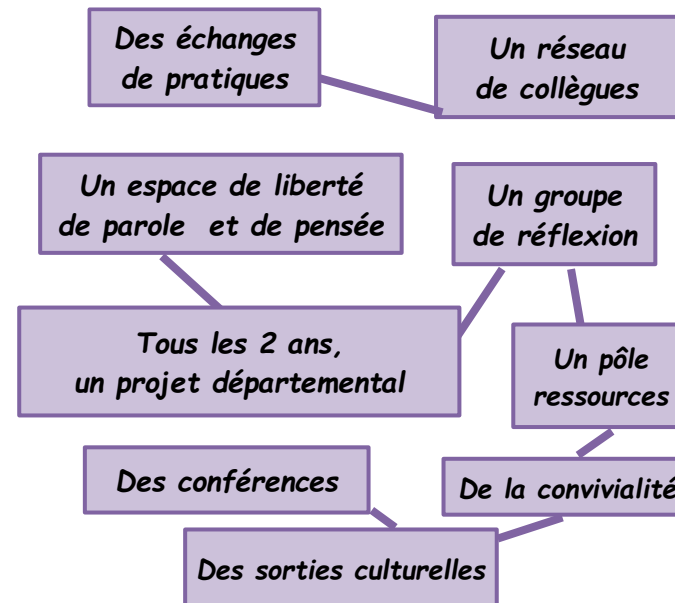 Des échanges
de pratiques
Un réseau
de collègues
Un espace de liberté
de parole et de pensée
Un groupe
de réflexion
Tous les 2 ans,
un projet départemental
Un pôle
ressources
Des conférences
De la convivialité
Des sorties culturelles